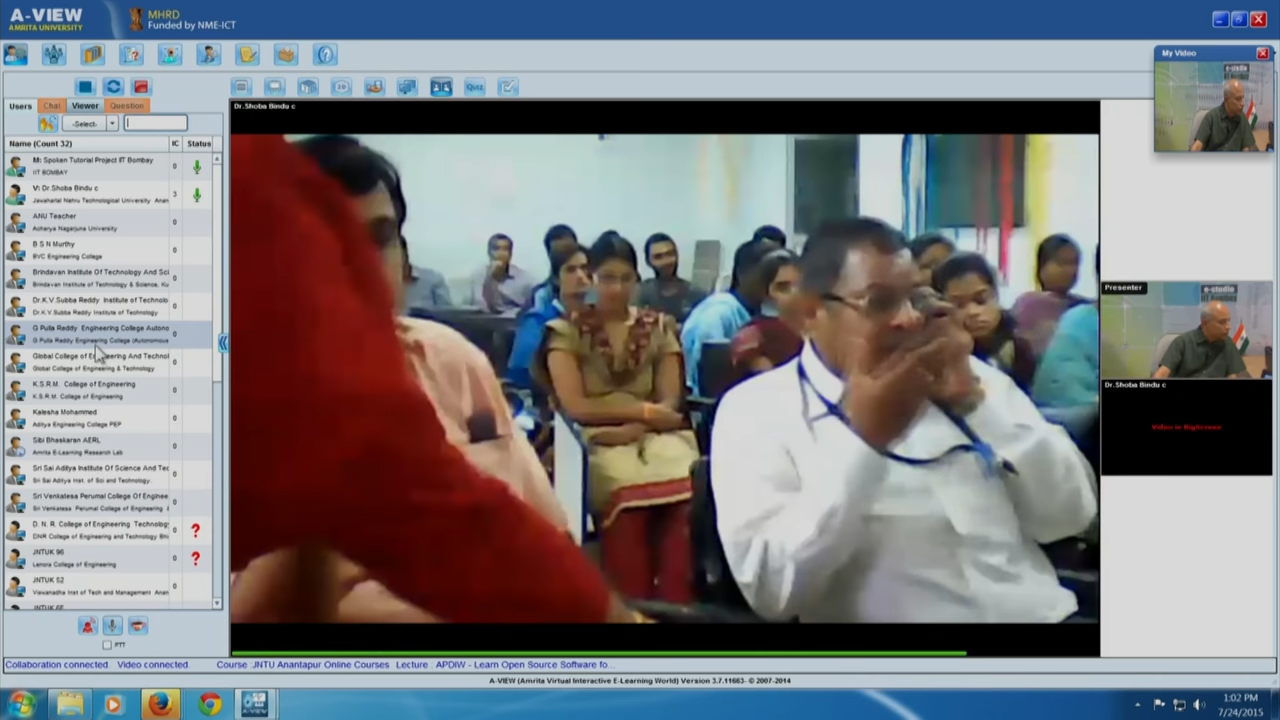 A-VIEW
AMRITA UNIVERSITY
MHRD
Funded by NME-ICT
My Video
e-studio
Quiz
Users Chat Viewer Question
-Select-
Dr.Shoba Bindu c
Name (Count 32) IC Status
M: Spoken Tutorial Project IIT Bombay
IIT BOMBAY
0
V: Dr.Shoba Bindu c
Jawaharlal Nehru Technological University Anan
3
ANU Teacher
Acharya Nagarjuna University
0
B S N Murthy
BVC Engineering College
0
Brindavan Institute Of Technology And Sci
Brindavan Institute of Technology & Science, Ku
0
Dr.K.V.Subba Reddy Institute of Technolo
Dr.K.V.Subba Reddy Institute of Technology
0
G Pulla Reddy Engineering College Autono
G Pulla Reddy Engineering College (Autonomous
0
Global College of Engineering And Technol
Global College of Engineering & Technology
0
K.S.R.M. College of Engineering
K.S.R.M. College of Engineering
0
Kalesha Mohammed
Aditya Engineering College PEP
0
Sibi Bhaskaran AERL
Amrita E-Learning Research Lab
0
Sri Sai Aditya Institute Of Science And Tec
Sri Sai Aditya Inst. of Sci and Technology.
0
Sri Venkatesa Perumal College Of Enginee
Sri Venkatesa Perumal College of Engineering
0
D. N. R. College of Engineering Technolog
DNR College of Engineering and Technology Bhi
0 ?
JNTUK 96
Lenora College of Engineering
0 ?
JNTUK 52
Viswanadha Inst of Tech and Management Anan
0
Presenter
e-studio
Dr.Shoba Bindu c
Video in Bigscreen
PTT
Collaboration connected Video connected Course :JNTU Anantapur Online Courses Lecture : APDIW - Learn Open Source Software fo...
A-VIEW (Amrita Virtual Interactive E-Learning World) Version 3.7.11663- © 2007-2014
A-VIEW
1:02 PM
7/24/2015